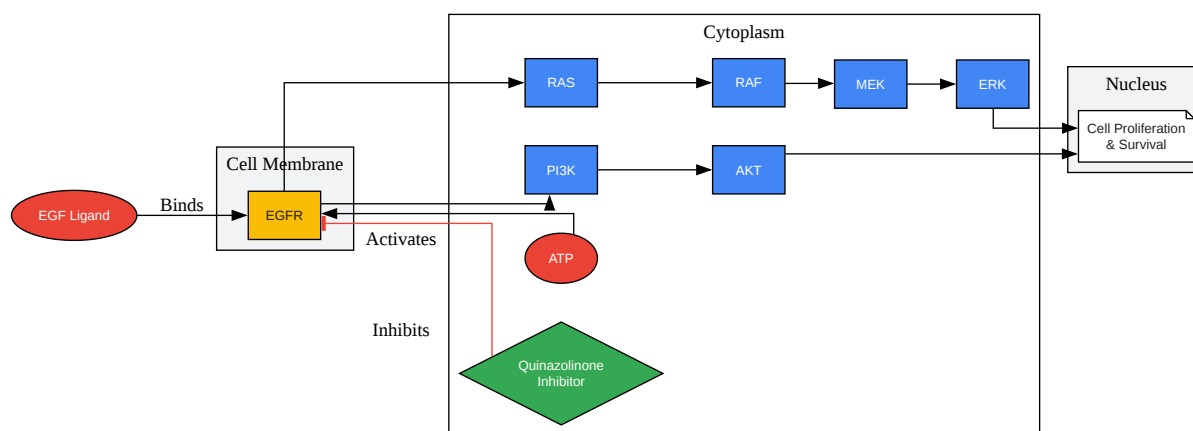 Cytoplasm
RAS
RAF
MEK
ERK
Nucleus
Cell Proliferation
& Survival
Cell Membrane
PI3K
AKT
EGF Ligand
Binds
EGFR
Activates
ATP
Inhibits
Quinazolinone
Inhibitor